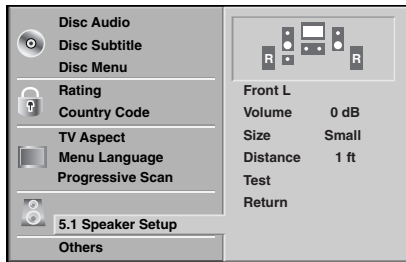 Disc Audio
Disc Subtitle
Disc Menu
Rating
Country Code
TV Aspect
Menu Language
Progressive Scan
5.1 Speaker Setup
Others
R R
Front L
Volume 0 dB
Size Small
Distance 1 ft
Test
Return